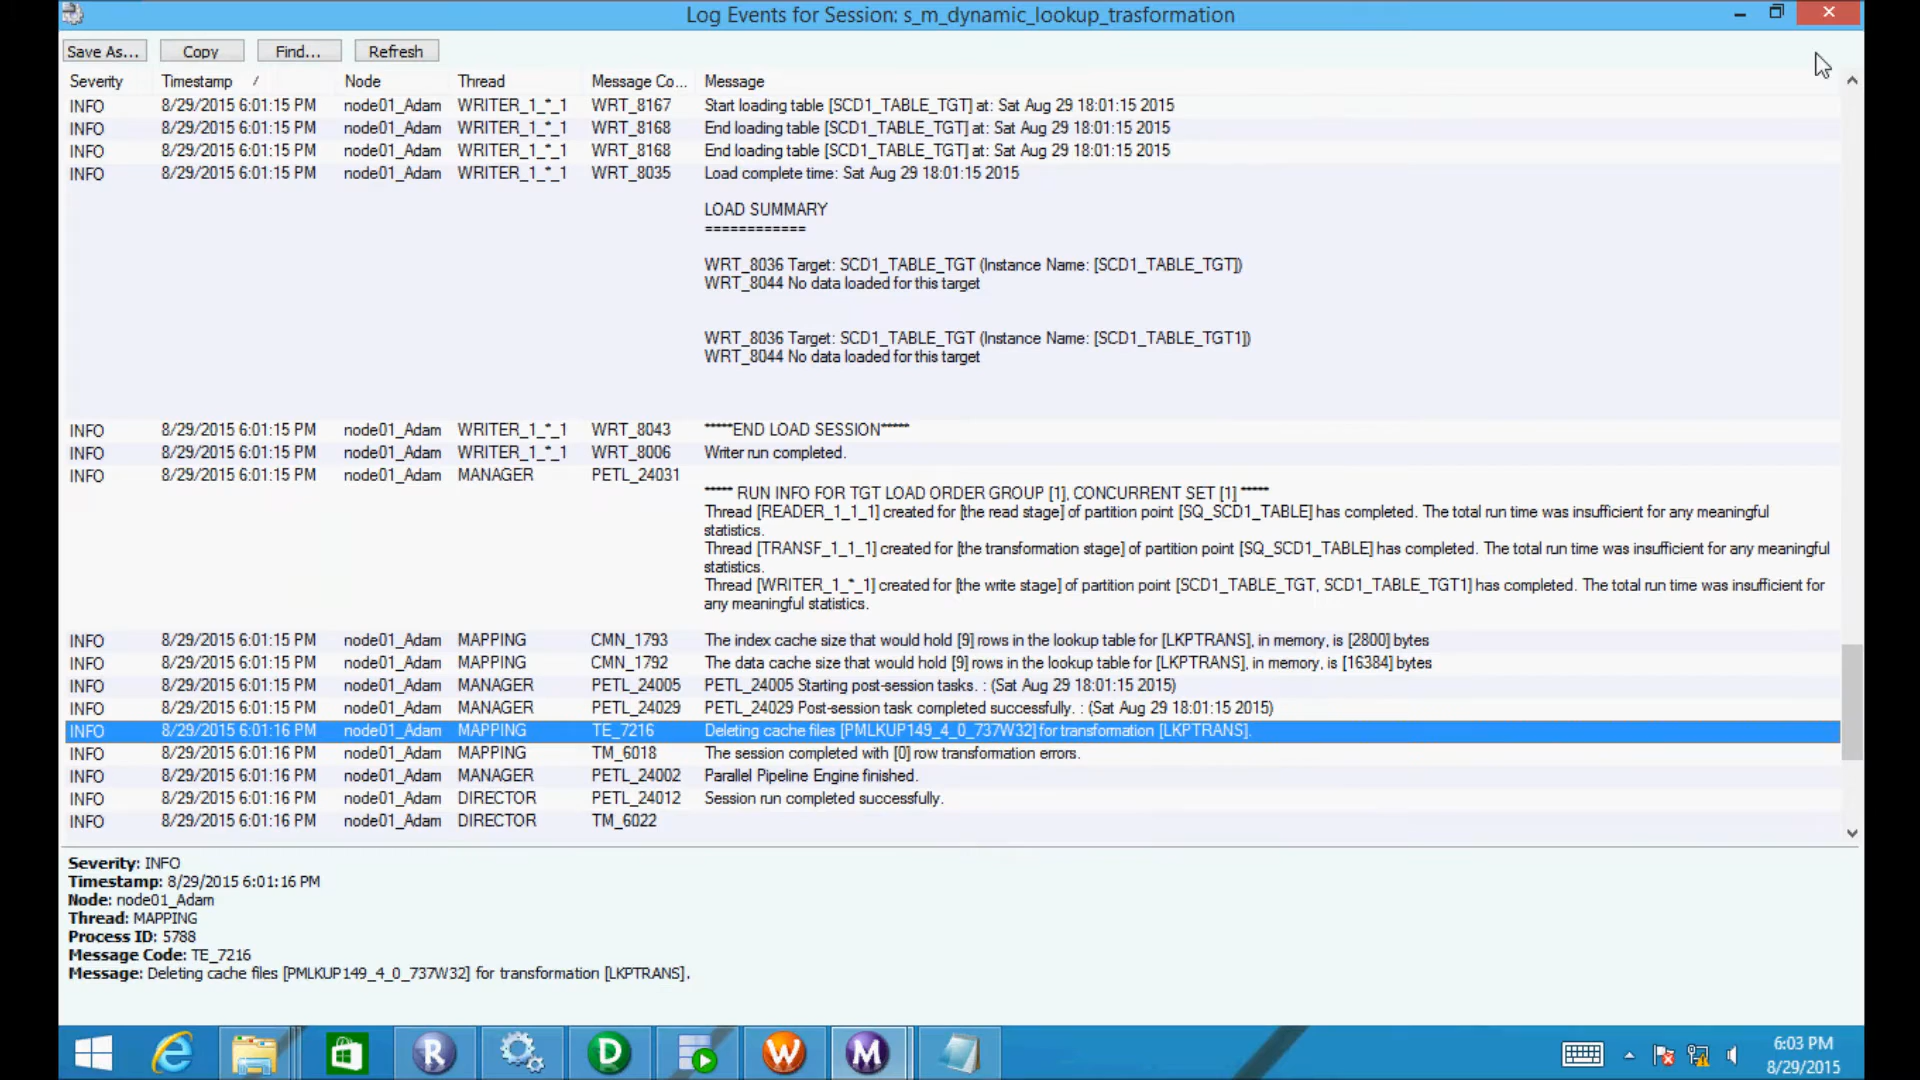 Log Events for Session: s_m_dynamic_lookup_trasformation
Save As... Copy Find... Refresh
Severity Timestamp / Node Thread Message Co... Message
INFO 8/29/2015 6:01:15 PM node01_Adam WRITER_1_*_1 WRT_8167 Start loading table [SCD1_TABLE_TGT] at: Sat Aug 29 18:01:15 2015
INFO 8/29/2015 6:01:15 PM node01_Adam WRITER_1_*_1 WRT_8168 End loading table [SCD1_TABLE_TGT] at: Sat Aug 29 18:01:15 2015
INFO 8/29/2015 6:01:15 PM node01_Adam WRITER_1_*_1 WRT_8168 End loading table [SCD1_TABLE_TGT] at: Sat Aug 29 18:01:15 2015
INFO 8/29/2015 6:01:15 PM node01_Adam WRITER_1_*_1 WRT_8035 Load complete time: Sat Aug 29 18:01:15 2015
LOAD SUMMARY
============
WRT_8036 Target: SCD1_TABLE_TGT (Instance Name: [SCD1_TABLE_TGT])
WRT_8044 No data loaded for this target
WRT_8036 Target: SCD1_TABLE_TGT (Instance Name: [SCD1_TABLE_TGT1])
WRT_8044 No data loaded for this target
INFO 8/29/2015 6:01:15 PM node01_Adam WRITER_1_*_1 WRT_8043 *****END LOAD SESSION*****
INFO 8/29/2015 6:01:15 PM node01_Adam WRITER_1_*_1 WRT_8006 Writer run completed.
INFO 8/29/2015 6:01:15 PM node01_Adam MANAGER PETL_24031
***** RUN INFO FOR TGT LOAD ORDER GROUP [1], CONCURRENT SET [1] *****
Thread [READER_1_1_1] created for [the read stage] of partition point [SQ_SCD1_TABLE] has completed. The total run time was insufficient for any meaningful
statistics.
Thread [TRANSF_1_1_1] created for [the transformation stage] of partition point [SQ_SCD1_TABLE] has completed. The total run time was insufficient for any meaningful
statistics.
Thread [WRITER_1_*_1] created for [the write stage] of partition point [SCD1_TABLE_TGT, SCD1_TABLE_TGT1] has completed. The total run time was insufficient for
any meaningful statistics.
INFO 8/29/2015 6:01:15 PM node01_Adam MAPPING CMN_1793 The index cache size that would hold [9] rows in the lookup table for [LKPTRANS], in memory, is [2800] bytes
INFO 8/29/2015 6:01:15 PM node01_Adam MAPPING CMN_1792 The data cache size that would hold [9] rows in the lookup table for [LKPTRANS], in memory, is [16384] bytes
INFO 8/29/2015 6:01:15 PM node01_Adam MANAGER PETL_24005 PETL_24005 Starting post-session tasks. : (Sat Aug 29 18:01:15 2015)
INFO 8/29/2015 6:01:15 PM node01_Adam MANAGER PETL_24029 PETL_24029 Post-session task completed successfully. : (Sat Aug 29 18:01:15 2015)
INFO 8/29/2015 6:01:16 PM node01_Adam MAPPING TE_7216 Deleting cache files [PMLKUP149_4_0_737W32] for transformation [LKPTRANS].
INFO 8/29/2015 6:01:16 PM node01_Adam MAPPING TM_6018 The session completed with [0] row transformation errors.
INFO 8/29/2015 6:01:16 PM node01_Adam MANAGER PETL_24002 Parallel Pipeline Engine finished.
INFO 8/29/2015 6:01:16 PM node01_Adam DIRECTOR PETL_24012 Session run completed successfully.
INFO 8/29/2015 6:01:16 PM node01_Adam DIRECTOR TM_6022
Severity: INFO
Timestamp: 8/29/2015 6:01:16 PM
Node: node01_Adam
Thread: MAPPING
Process ID: 5788
Message Code: TE_7216
Message: Deleting cache files [PMLKUP149_4_0_737W32] for transformation [LKPTRANS].
R D W M
6:03 PM
8/29/2015